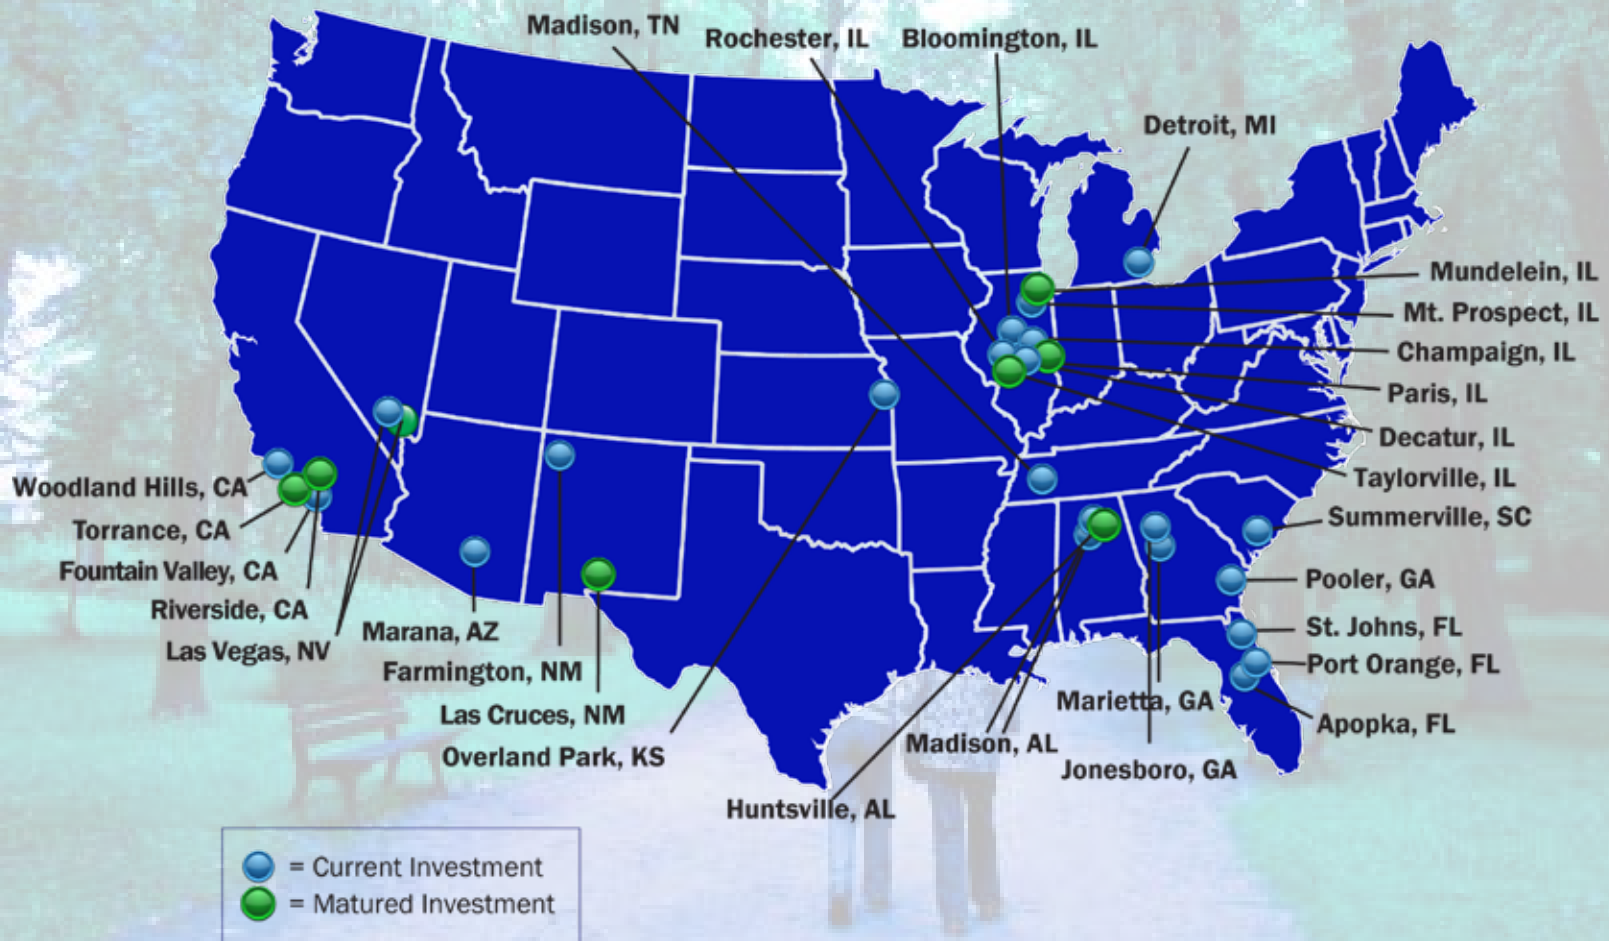 Madison, TN
Rochester, IL
Bloomington, IL
Detroit, MI
Mundelein, IL
Mt. Prospect, IL
Champaign, IL
Paris, IL
Decatur, IL
Taylorville, IL
Summerville, SC
Pooler, GA
St. Johns, FL
Port Orange, FL
Apopka, FL
Woodland Hills, CA
Torrance, CA
Fountain Valley, CA
Riverside, CA
Las Vegas, NV
Marana, AZ
Farmington, NM
Las Cruces, NM
Overland Park, KS
Marietta, GA
Madison, AL
Jonesboro, GA
Huntsville, AL
= Current Investment
= Matured Investment